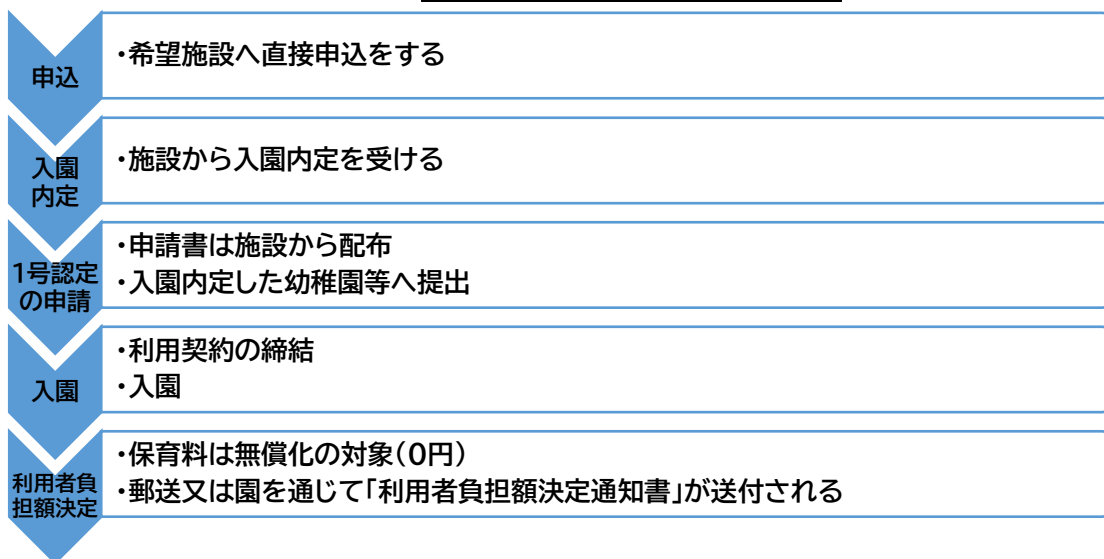 申込
・希望施設へ直接申込をする
入園
内定
・施設から入園内定を受ける
1号認定
の申請
・申請書は施設から配布
・入園内定した幼稚園等へ提出
入園
・利用契約の締結
・入園
利用者負
担額決定
・保育料は無償化の対象(0円)
・郵送又は園を通じて「利用者負担額決定通知書」が送付される